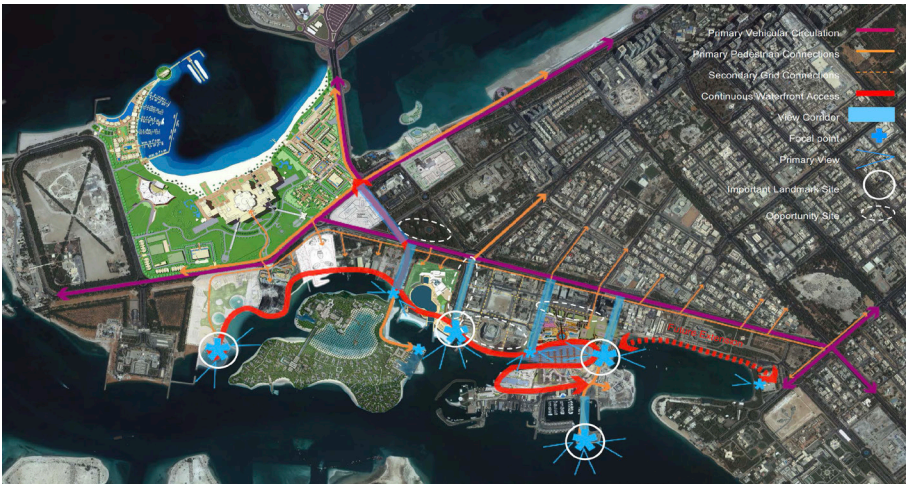 Primary Vehicular Circulation
Primary Pedestrian Connections
Secondary Grid Connections
Continuous Waterfront Access
View Corridor
Focal point
Primary View
Important Landmark Site
Opportunity Site